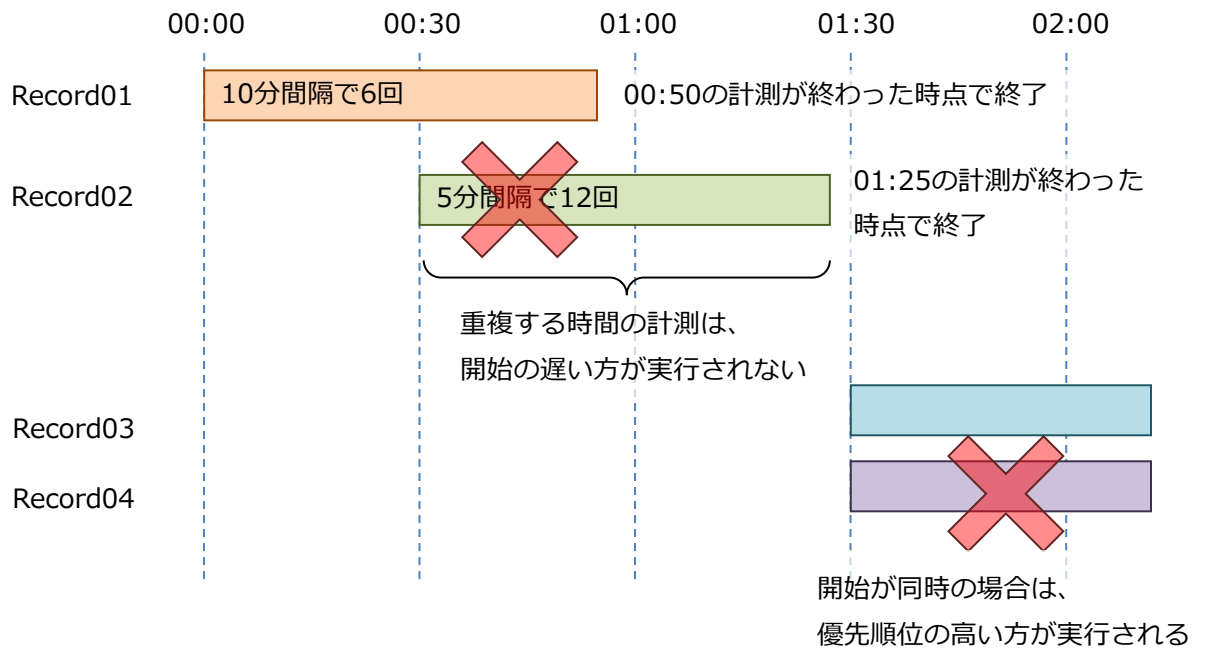 00:00 00:30 01:00 01:30 02:00
Record01
10分間隔で6回
00:50の計測が終わった時点で終了
Record02
5分間隔で12回
01:25の計測が終わった
時点で終了
重複する時間の計測は、
開始の遅い方が実行されない
Record03
Record04
開始が同時の場合は、
優先順位の高い方が実行される